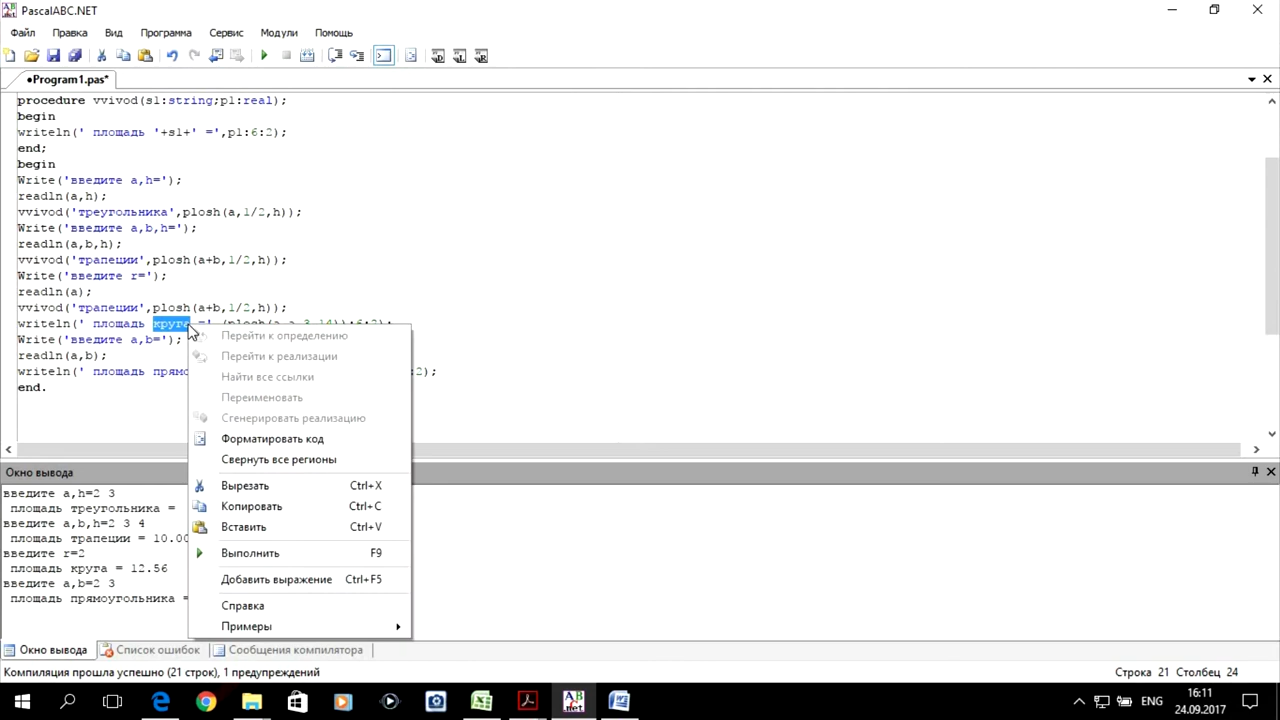 PascalABC.NET
Файл Правка Вид Программа Сервис Модули Помощь
•Program1.pas*
procedure vvivod(s1:string;p1:real);
begin
writeln(' площадь '+s1+' =',p1:6:2);
end;
begin
Write('введите a,h=');
readln(a,h);
vvivod('треугольника',plosh(a,1/2,h));
Write('введите a,b,h=');
readln(a,b,h);
vvivod('трапеции',plosh(a+b,1/2,h));
Write('введите r=');
readln(a);
vvivod('трапеции',plosh(a+b,1/2,h));
writeln(' площадь круга =',(plosh(a,a,3.14)):6:2);
Write('введите a,b=');
readln(a,b);
writeln(' площадь прямо :2);
end.
Перейти к определению
Перейти к реализации
Найти все ссылки
Переименовать
Сгенерировать реализацию
Форматировать код
Свернуть все регионы
Вырезать Ctrl+X
Копировать Ctrl+C
Вставить Ctrl+V
Выполнить F9
Добавить выражение Ctrl+F5
Справка
Примеры
Окно вывода
введите a,h=2 3
площадь треугольника =
введите a,b,h=2 3 4
площадь трапеции = 10.00
введите r=2
площадь круга = 12.56
введите a,b=2 3
площадь прямоугольника =
Окно вывода Список ошибок Сообщения компилятора
Компиляция прошла успешно (21 строк), 1 предупреждений Строка 21 Столбец 24
ENG 16:11
24.09.2017